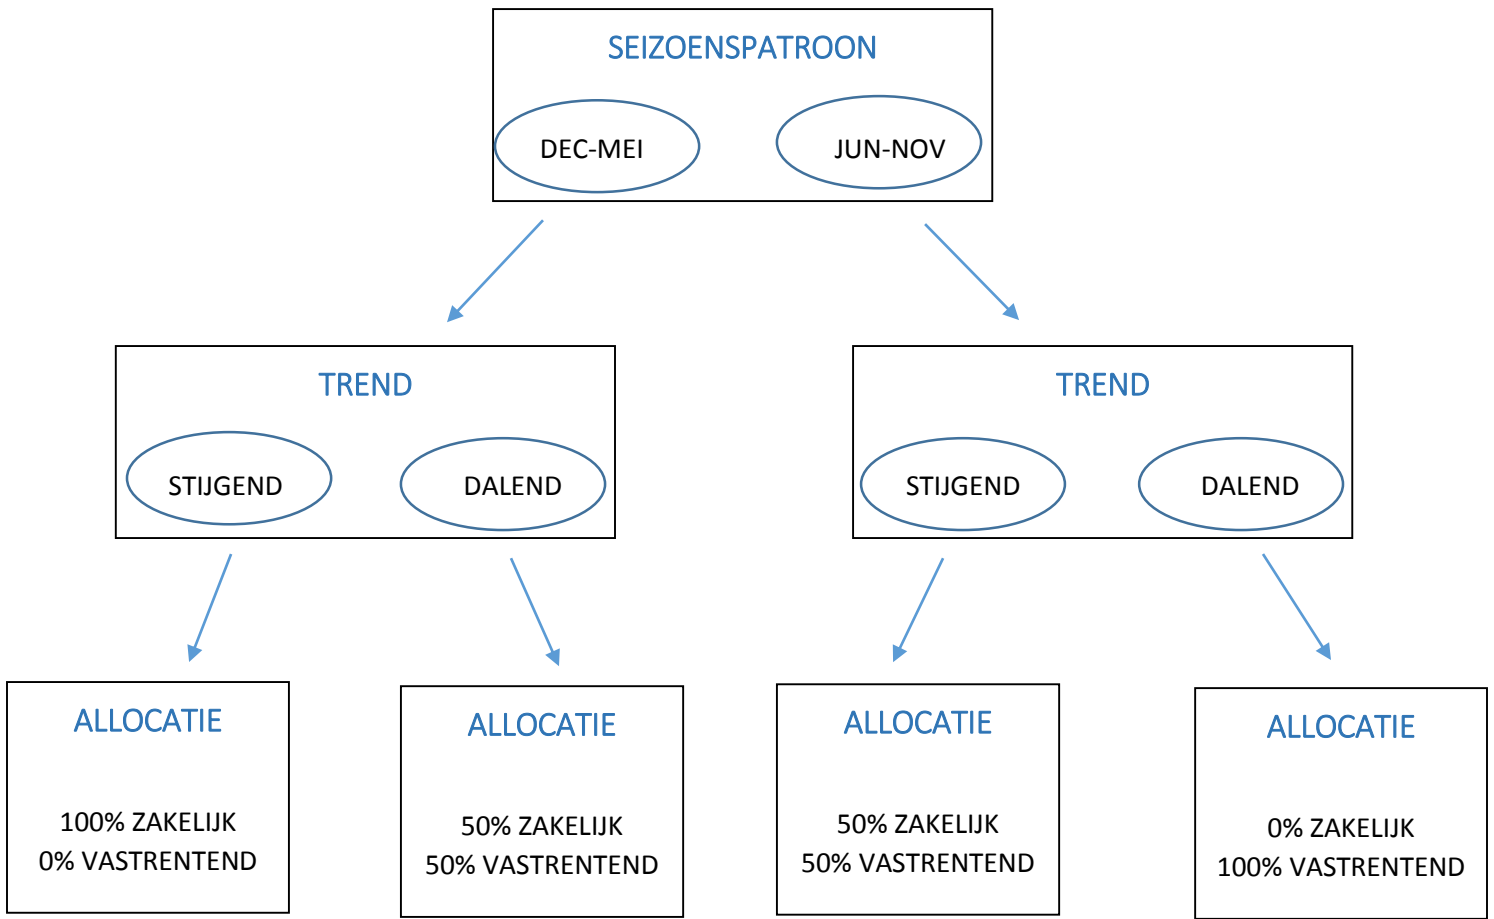 SEIZOENSPATROON
DEC-MEI
JUN-NOV
TREND
STIJGEND
DALEND
TREND
STIJGEND
DALEND
ALLOCATIE
100% ZAKELIJK
0% VASTRENTEND
ALLOCATIE
50% ZAKELIJK
50% VASTRENTEND
ALLOCATIE
50% ZAKELIJK
50% VASTRENTEND
ALLOCATIE
0% ZAKELIJK
100% VASTRENTEND